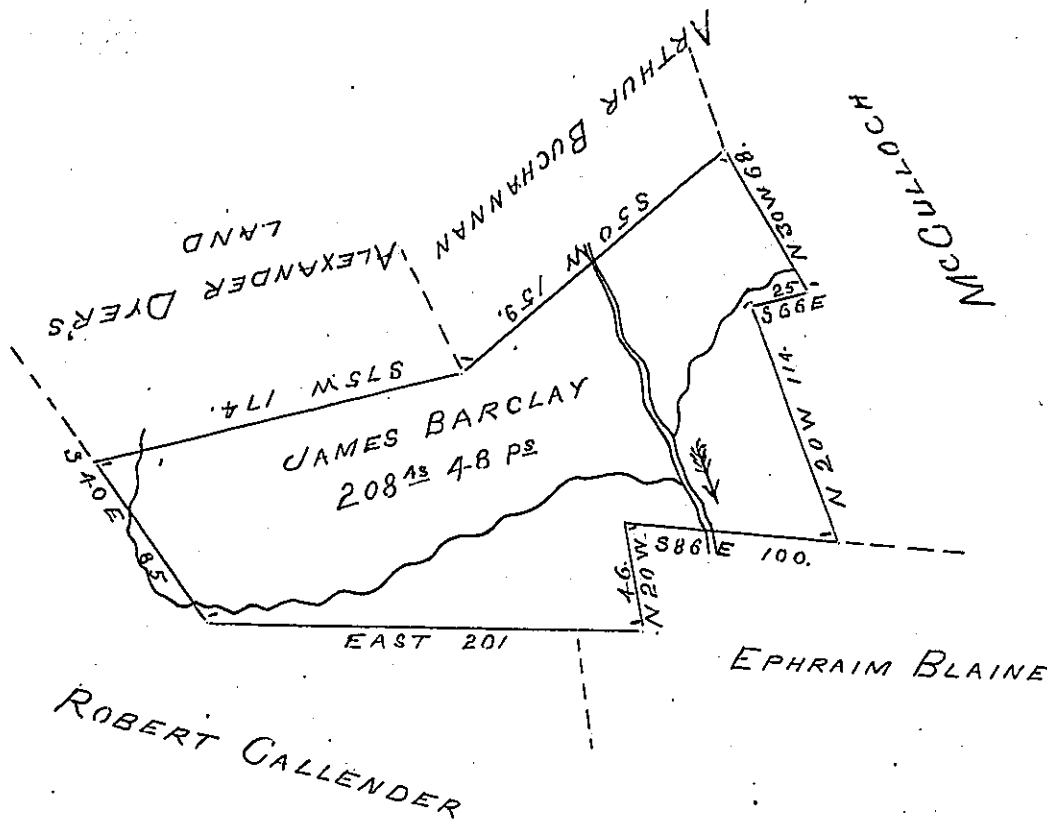 ARTHUR BUCHANNAN
McCULLOCH
ALEXANDER DYER'S
LAND
S 50 W 159.
N 30 W 68.
25
S 66 E
S 75 W 174.
N 20 W 114.
JAMES BARCLAY
208 As 48 Ps
S 40 E 85
S 86 E 100.
46.
N 20 W
EAST 201
EPHRAIM BLAINE
ROBERT CALLENDER